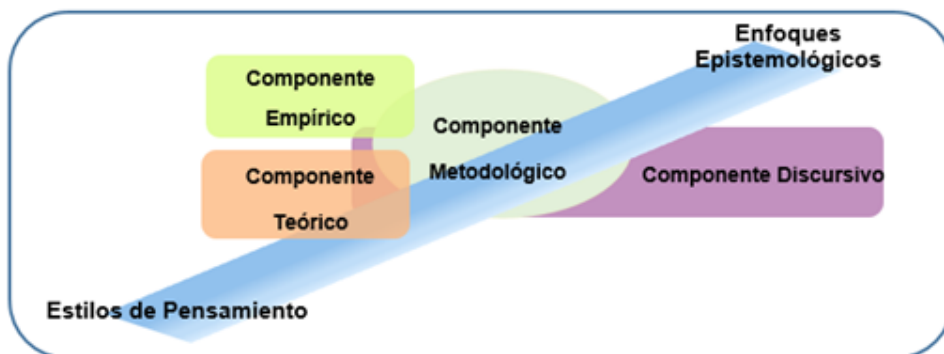 Enfoques
Epistemológicos
Componente
Empírico
Componente
Metodológico
Componente
Teórico
Componente Discursivo
Estilos de Pensamiento